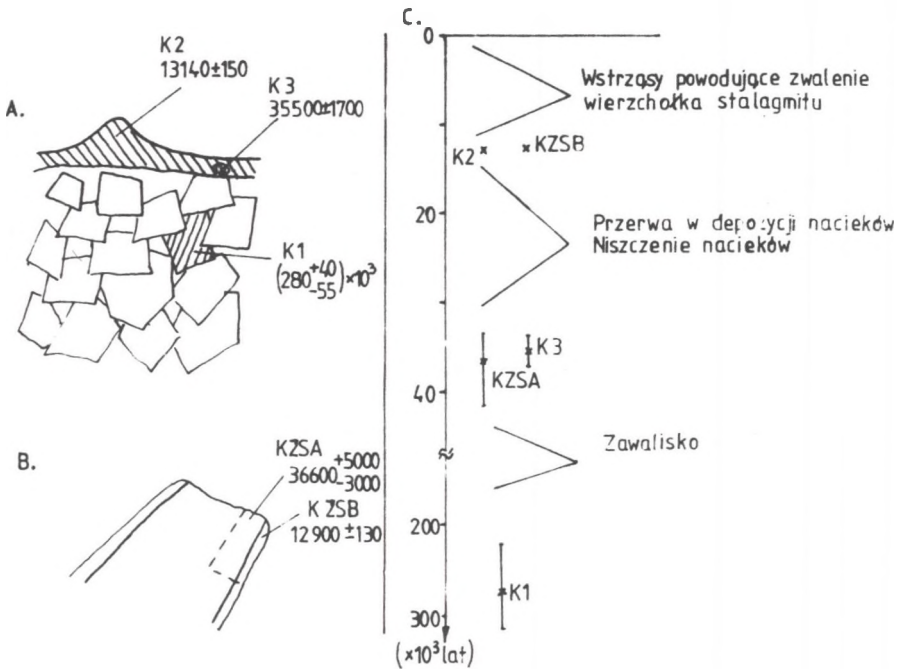 A.
K2
13140±150
K3
35500±1700
K1
(280+40-55)×10³
B.
KŻSA
36600+5000-3000
KŻSB
12900±130
C.
0
20
40
200
300
(×10³lat)
Wstrząsy powodujące zwalenie
wierzchołka stalagmitu
K2
KZSB
Przerwa w depozycji nacieków
Niszczenie nacieków
K3
KZSA
Zawalisko
K1